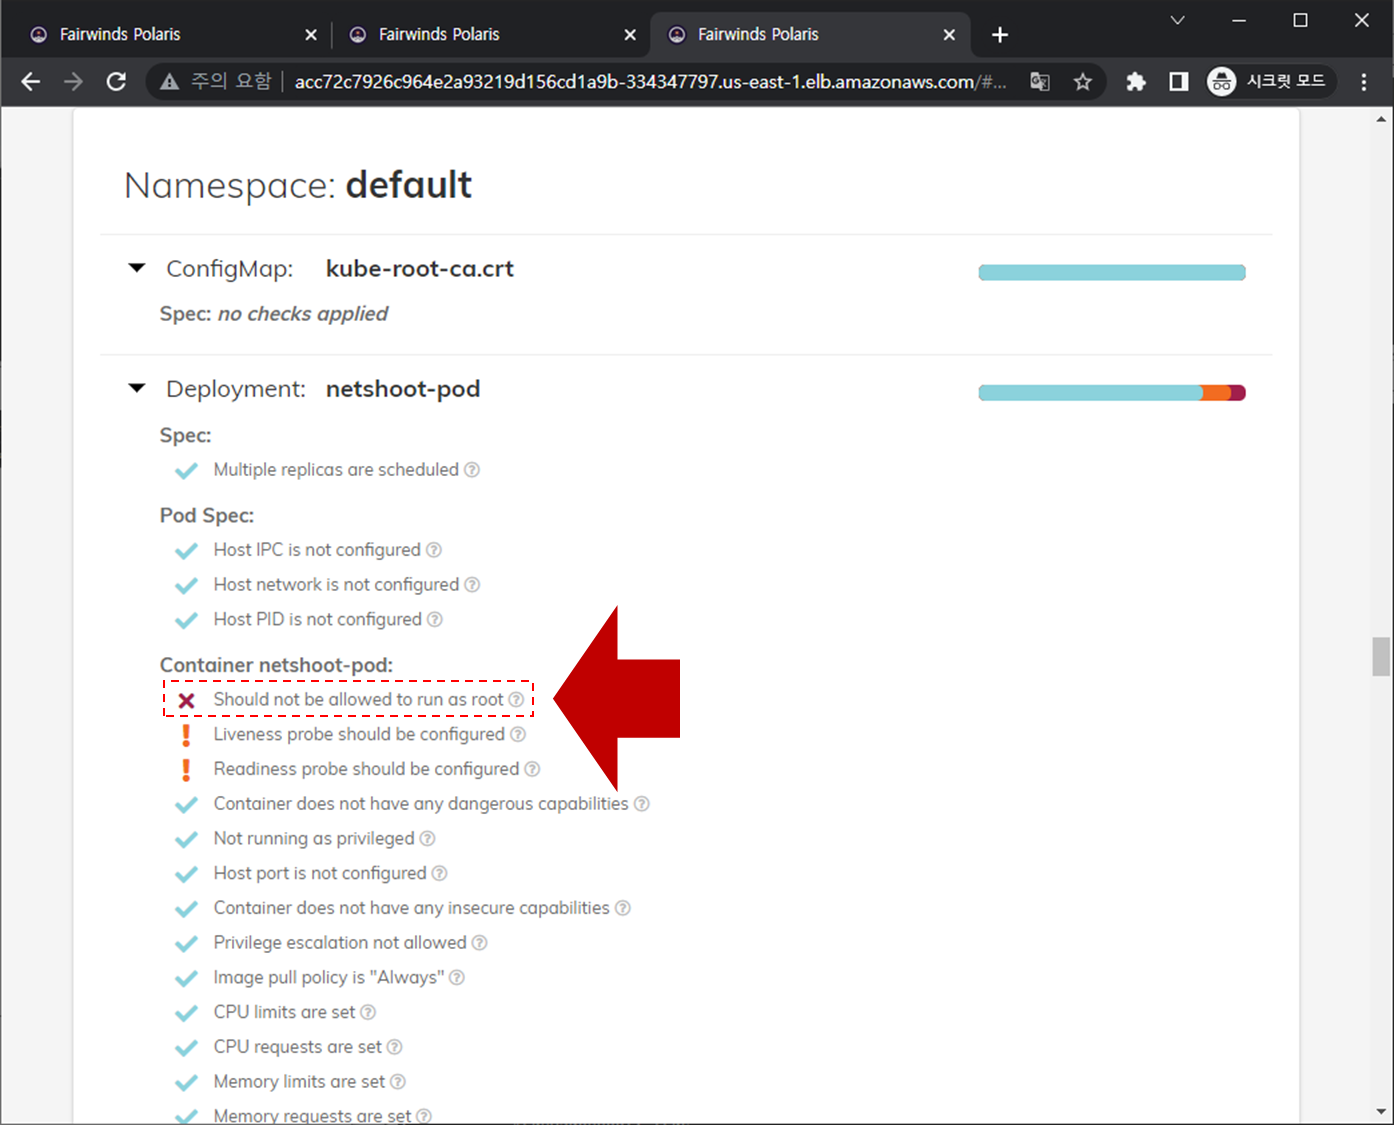 Fairwinds Polaris
Fairwinds Polaris
Fairwinds Polaris
주의 요함
acc72c7926c964e2a93219d156cd1a9b-334347797.us-east-1.elb.amazonaws.com/#...
시크릿 모드
Namespace: default
ConfigMap: kube-root-ca.crt
Spec: no checks applied
Deployment: netshoot-pod
Spec:
Multiple replicas are scheduled
Pod Spec:
Host IPC is not configured
Host network is not configured
Host PID is not configured
Container netshoot-pod:
Should not be allowed to run as root
Liveness probe should be configured
Readiness probe should be configured
Container does not have any dangerous capabilities
Not running as privileged
Host port is not configured
Container does not have any insecure capabilities
Privilege escalation not allowed
Image pull policy is "Always"
CPU limits are set
CPU requests are set
Memory limits are set
Memory requests are set